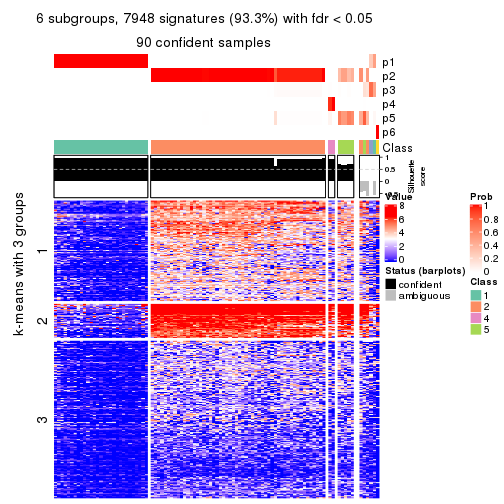 6 subgroups, 7948 signatures (93.3%) with fdr < 0.05
90 confident samples
p1
p2
p3
p4
p5
p6
Class
1
0.5
0
Silhouette
score
k-means with 3 groups
1
2
3
Value
8
6
4
2
0
Status (barplots)
confident
ambiguous
Prob
1
0.8
0.6
0.4
0.2
0
Class
1
2
4
5